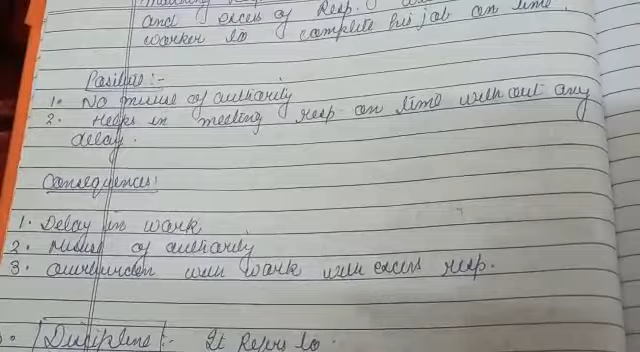 and excess of Resp.
worker to complete his job on time.
Positives :-
1. No misuse of authority
2. Helps in meeting resp on time without any
delay.
Consequences:
1. Delay in work
2. Misuse of authority
3. overburden with work with excess resp.
Discipline :- It Refers to